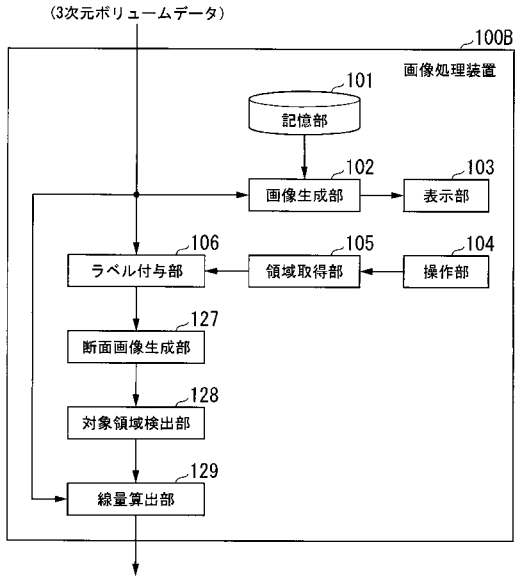 (3次元ボリュームデータ)
100B
画像処理装置
101
記憶部
102
画像生成部
103
表示部
106
ラベル付与部
105
領域取得部
104
操作部
127
断面画像生成部
128
対象領域検出部
129
線量算出部